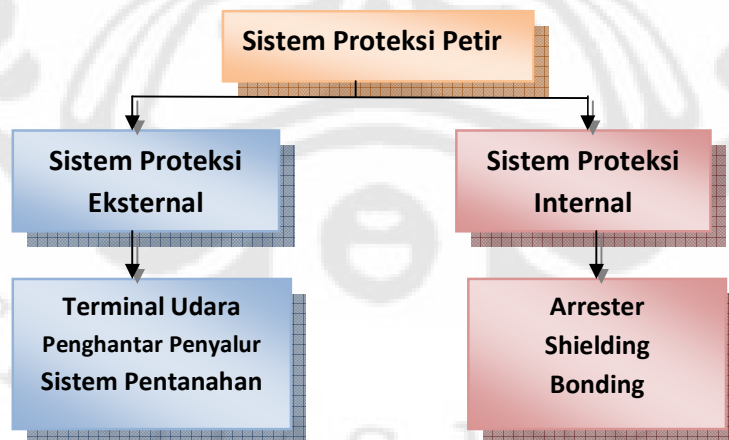 Sistem Proteksi Petir
Sistem Proteksi
Eksternal
Sistem Proteksi
Internal
Terminal Udara
Penghantar Penyalur
Sistem Pentanahan
Arrester
Shielding
Bonding